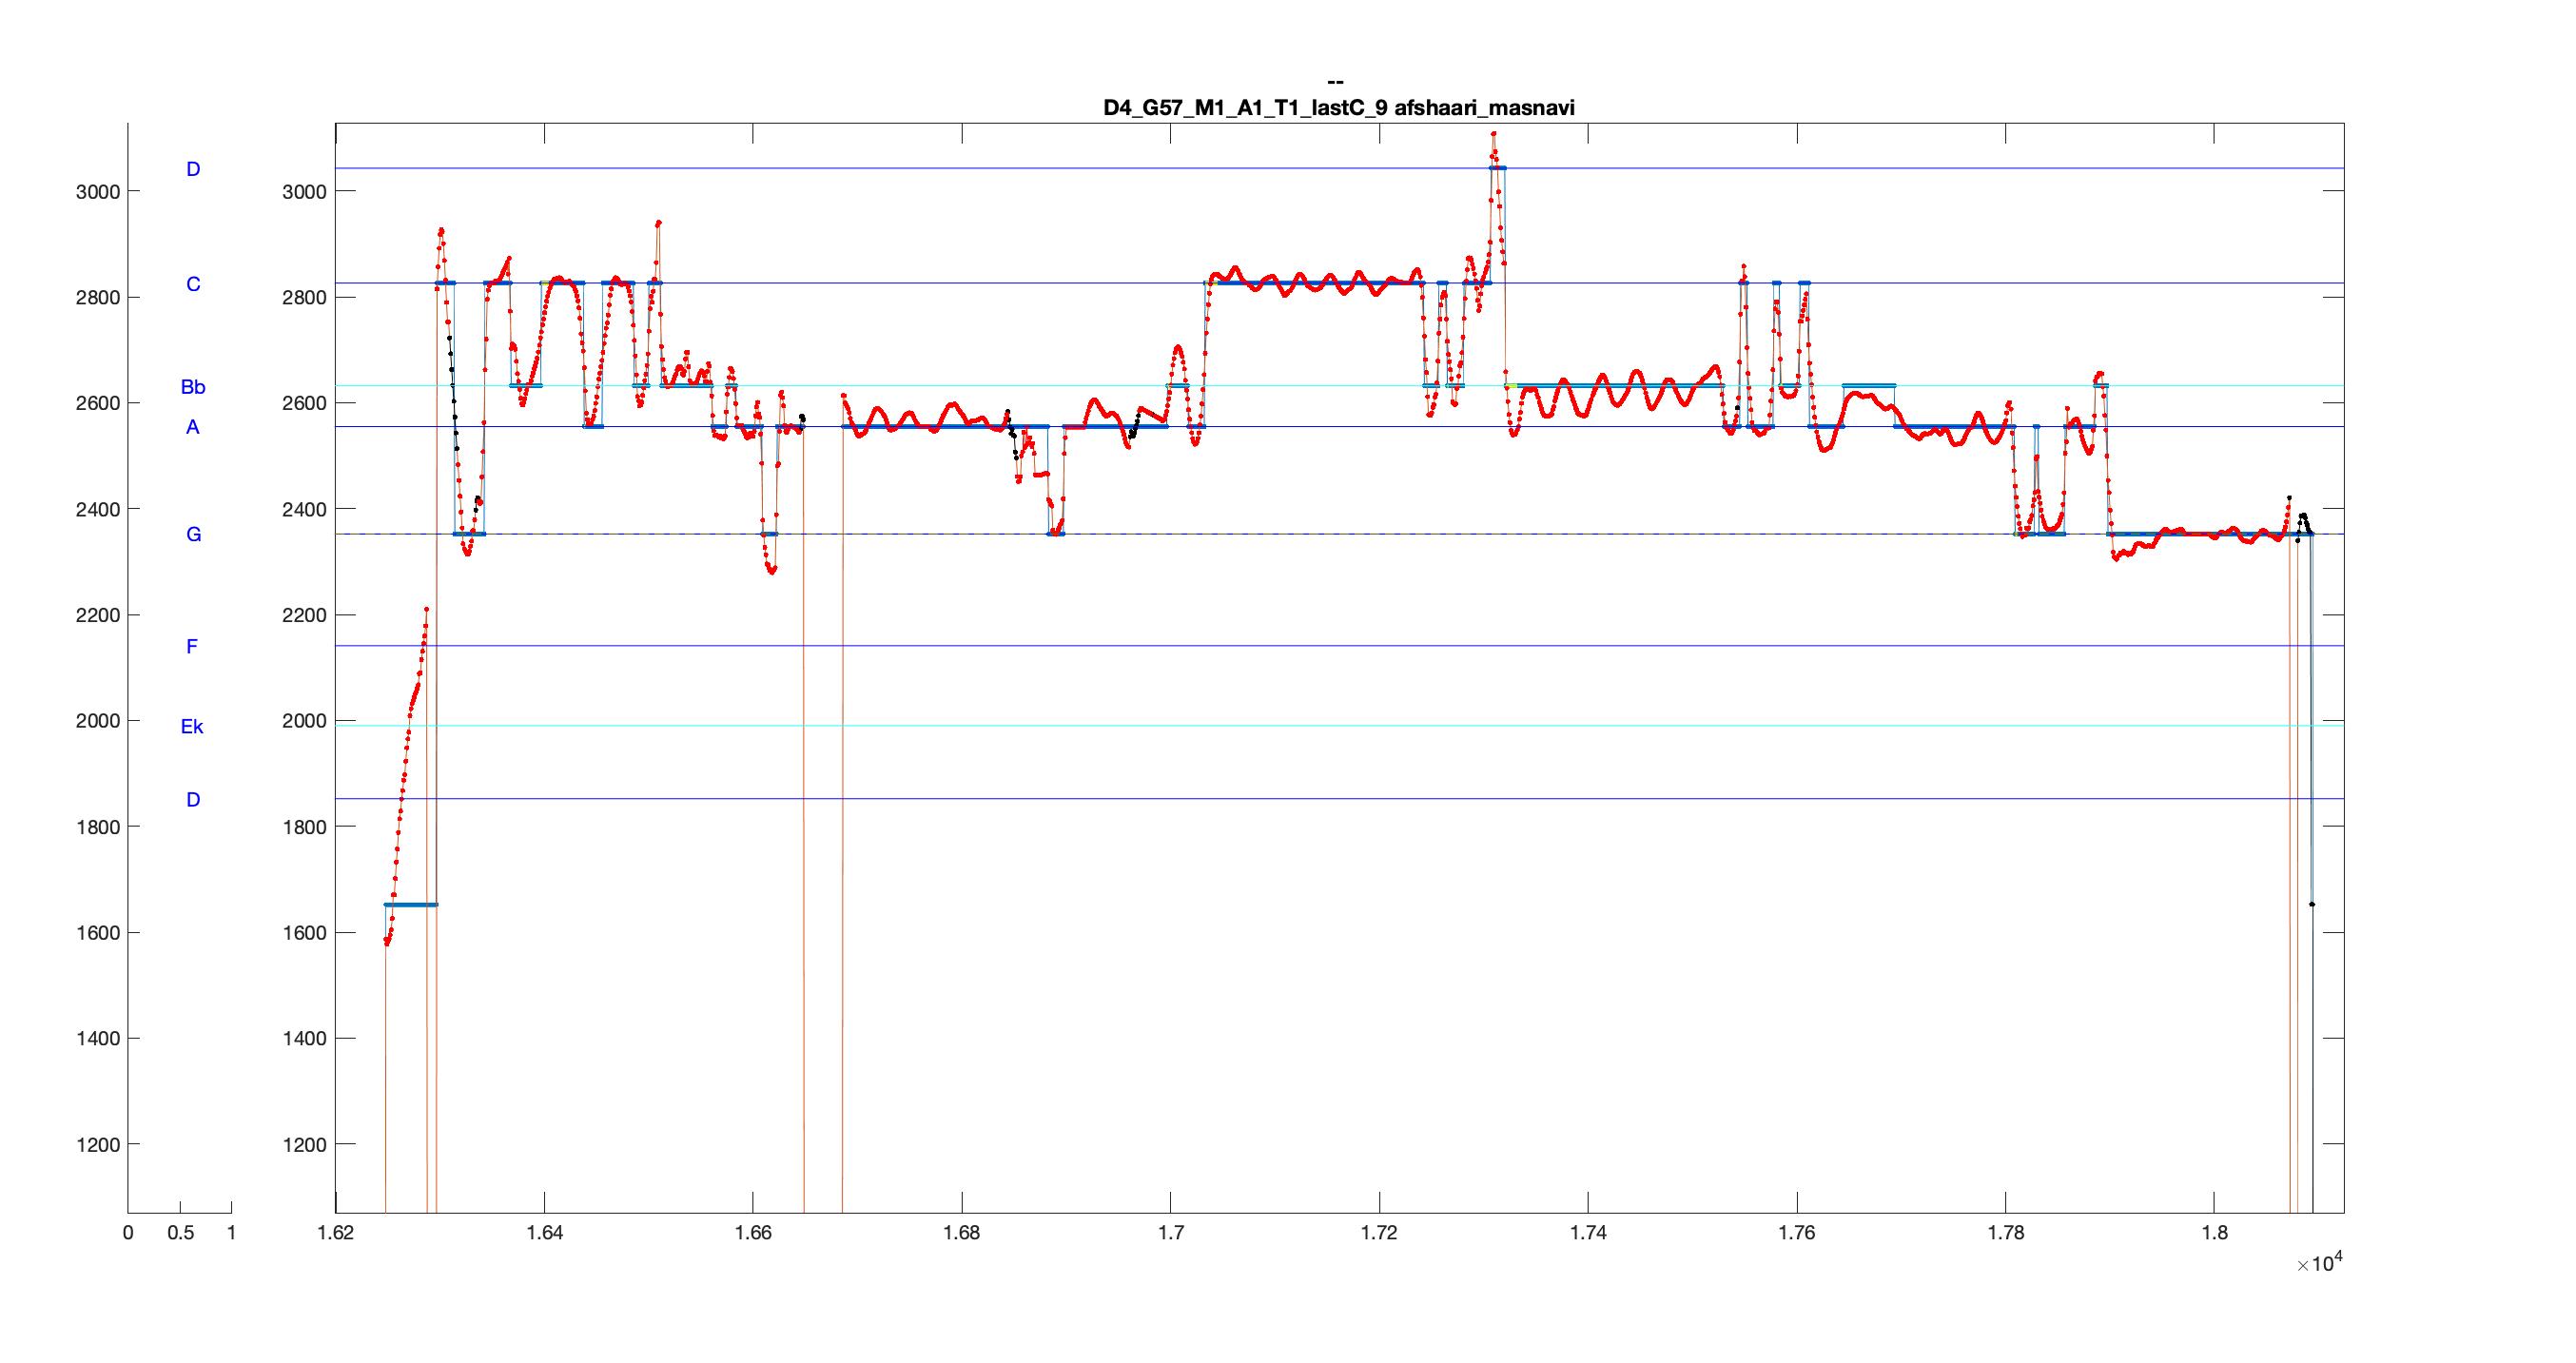 --
D4_G57_M1_A1_T1_lastC_9 afshaari_masnavi
D
3000 3000
C
2800 2800
Bb
2600 2600
A
2400 2400
G
2200 2200
F
2000 2000
Ek
D
1800 1800
1600 1600
1400 1400
1200 1200
0 0.5 1 1.62 1.64 1.66 1.68 1.7 1.72 1.74 1.76 1.78 1.8
×10⁴